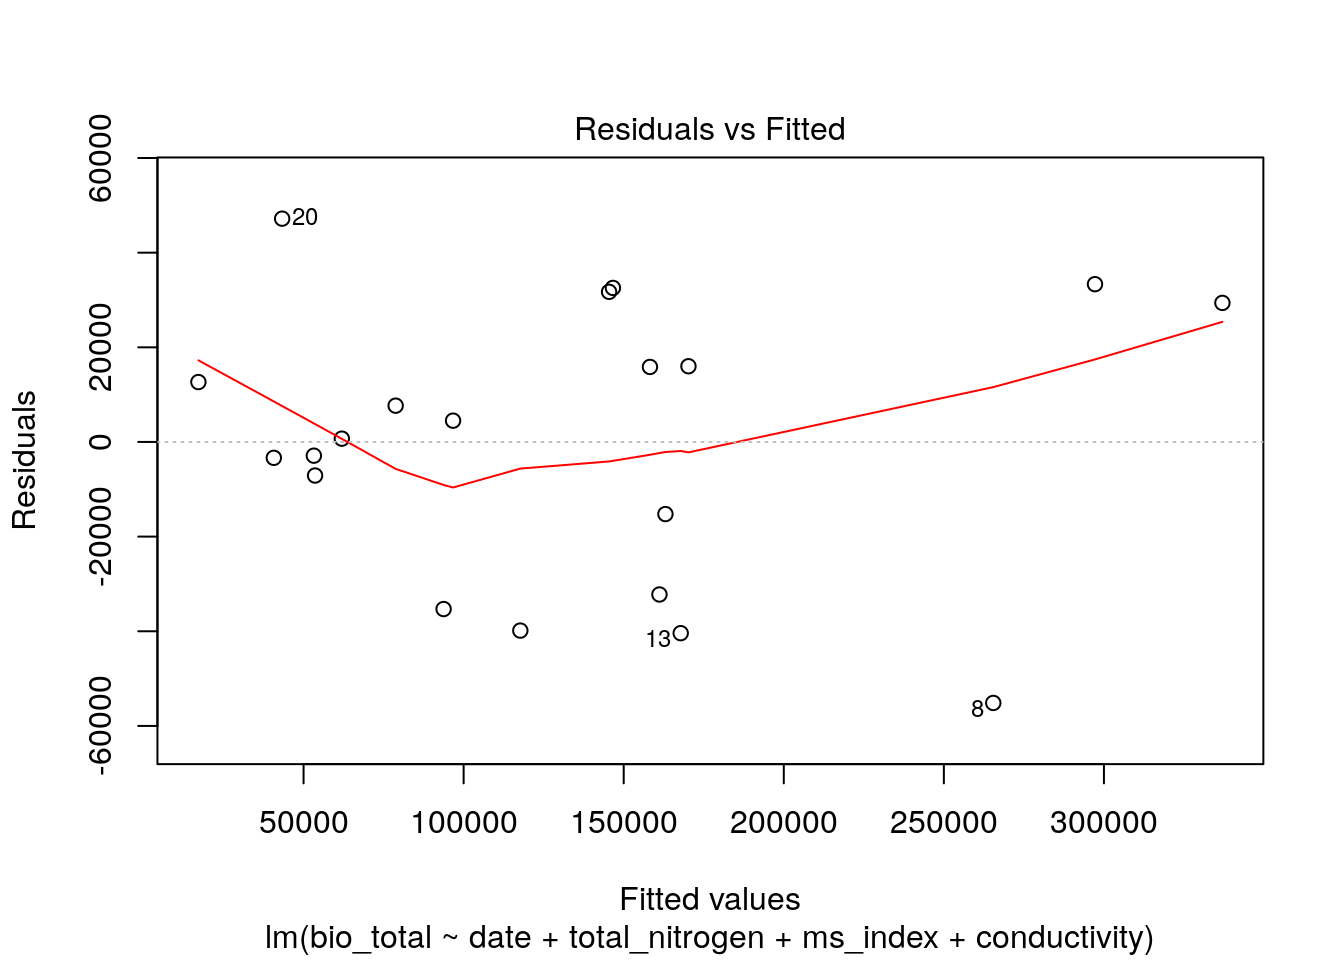 Residuals vs Fitted
Residuals
60000
20000
0
-20000
-60000
20
13
8
50000 100000 150000 200000 250000 300000
Fitted values
lm(bio_total ~ date + total_nitrogen + ms_index + conductivity)